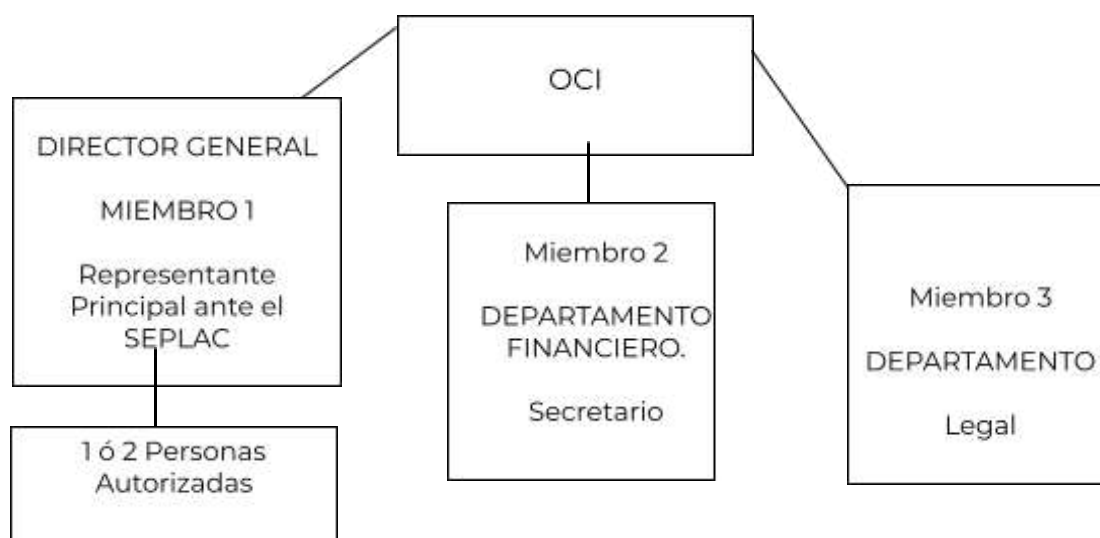 OCI
DIRECTOR GENERAL
MIEMBRO 1
Representante
Principal ante el
SEPLAC
1 ó 2 Personas
Autorizadas
Miembro 2
DEPARTAMENTO
FINANCIERO.
Secretario
Miembro 3
DEPARTAMENTO
Legal